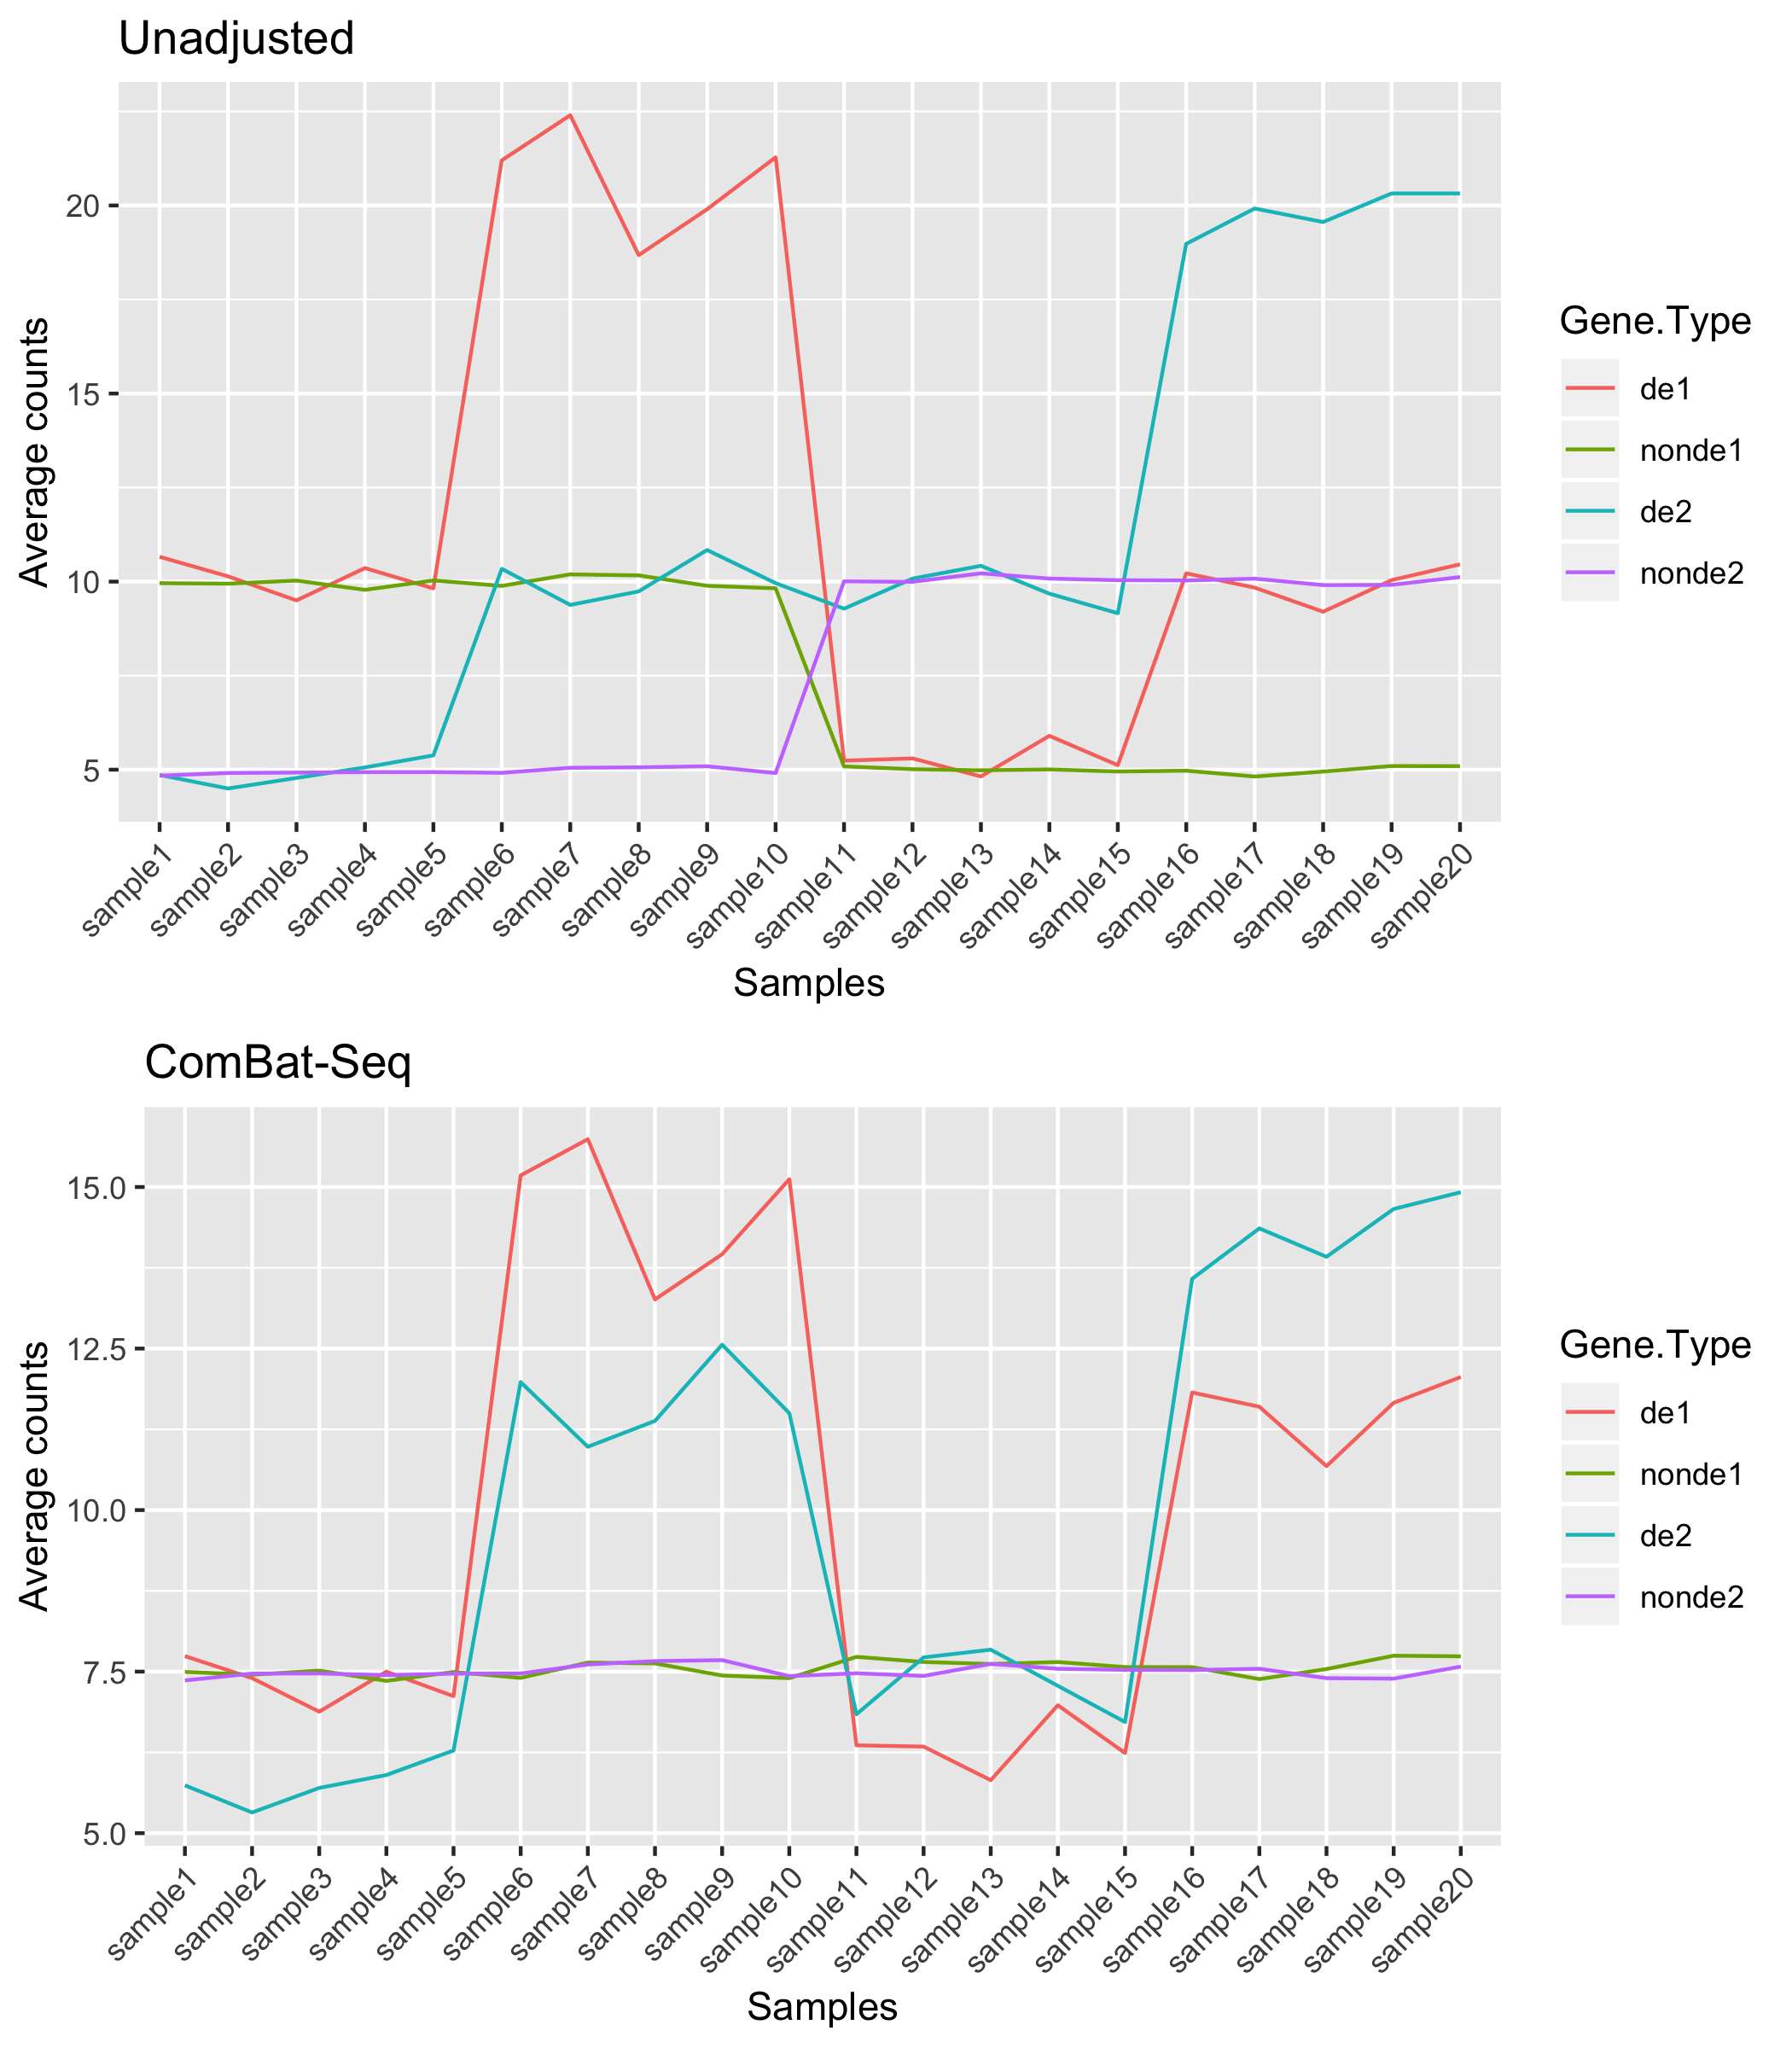 Unadjusted
Average counts
20
15
10
5
sample1
sample2
sample3
sample4
sample5
sample6
sample7
sample8
sample9
sample10
sample11
sample12
sample13
sample14
sample15
sample16
sample17
sample18
sample19
sample20
Samples
Gene.Type
de1
nonde1
de2
nonde2
ComBat-Seq
Average counts
15.0
12.5
10.0
7.5
5.0
sample1
sample2
sample3
sample4
sample5
sample6
sample7
sample8
sample9
sample10
sample11
sample12
sample13
sample14
sample15
sample16
sample17
sample18
sample19
sample20
Samples
Gene.Type
de1
nonde1
de2
nonde2